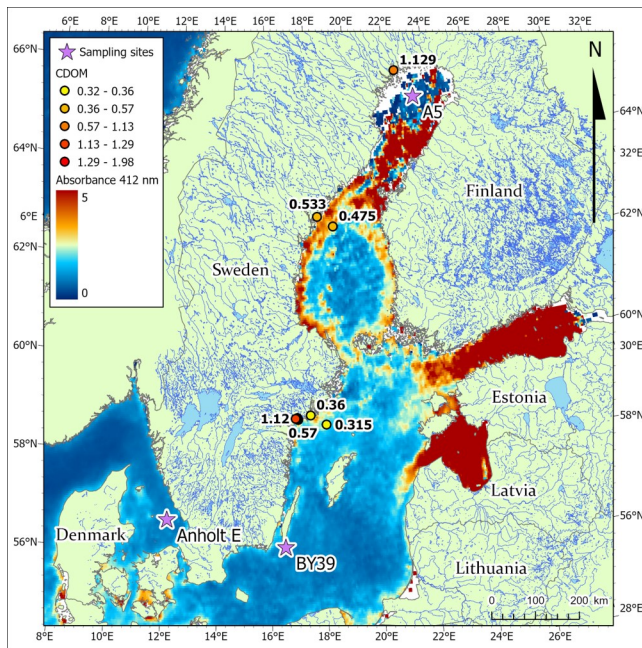 10°E 12°E 14°E 16°E 18°E 20°E 22°E 24°E 26°E 28°E 32°E
66°N
64°N
62°N
60°N
58°N
56°N
Sampling sites
CDOM
0.32 - 0.36
0.36 - 0.57
0.57 - 1.13
1.13 - 1.29
1.29 - 1.98
Absorbance 412 nm
5
0
N
1.129
A5
64°N
32°E
Finland
6°E
0.533
0.475
62°N
Sweden
60°N
30°E
Estonia
0.36
1.12
0.57
0.315
58°N
Latvia
Denmark
Anholt E
BY39
56°N
Lithuania
0 100 200 km
28°E
8°E 10°E 12°E 14°E 16°E 18°E 20°E 22°E 24°E 26°E